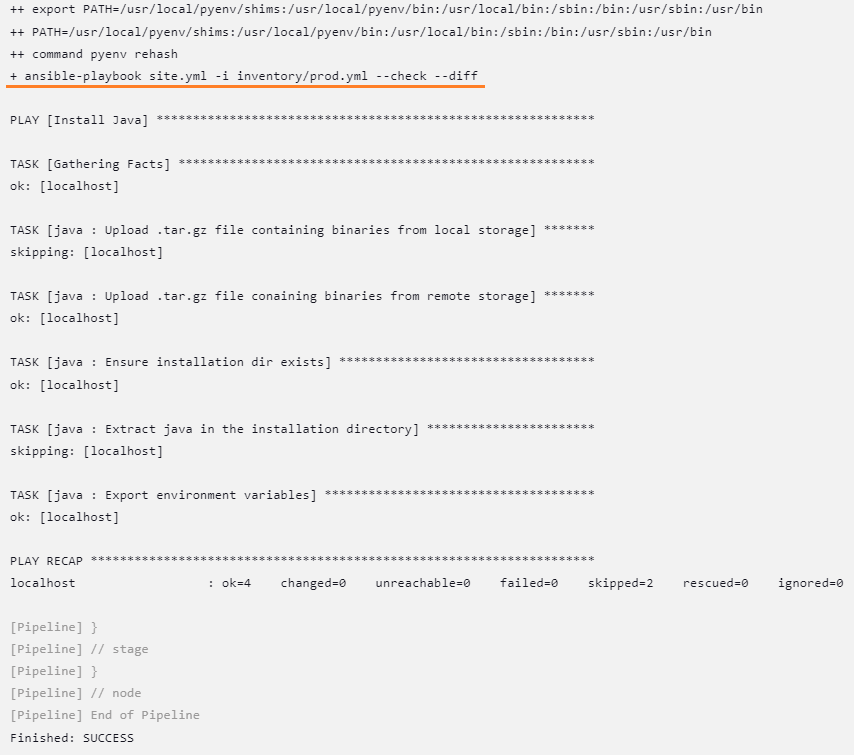 ++ export PATH=/usr/local/pyenv/shims:/usr/local/pyenv/bin:/usr/local/bin:/sbin:/bin:/usr/sbin:/usr/bin
++ PATH=/usr/local/pyenv/shims:/usr/local/pyenv/bin:/usr/local/bin:/sbin:/bin:/usr/sbin:/usr/bin
++ command pyenv rehash
+ ansible-playbook site.yml -i inventory/prod.yml --check --diff
PLAY [Install Java] ************************************************************
TASK [Gathering Facts] *********************************************************
ok: [localhost]
TASK [java : Upload .tar.gz file containing binaries from local storage] *******
skipping: [localhost]
TASK [java : Upload .tar.gz file conaining binaries from remote storage] *******
ok: [localhost]
TASK [java : Ensure installation dir exists] ***********************************
ok: [localhost]
TASK [java : Extract java in the installation directory] ***********************
skipping: [localhost]
TASK [java : Export environment variables] *************************************
ok: [localhost]
PLAY RECAP *********************************************************************
localhost                  : ok=4    changed=0    unreachable=0    failed=0    skipped=2    rescued=0    ignored=0
[Pipeline] }
[Pipeline] // stage
[Pipeline] }
[Pipeline] // node
[Pipeline] End of Pipeline
Finished: SUCCESS